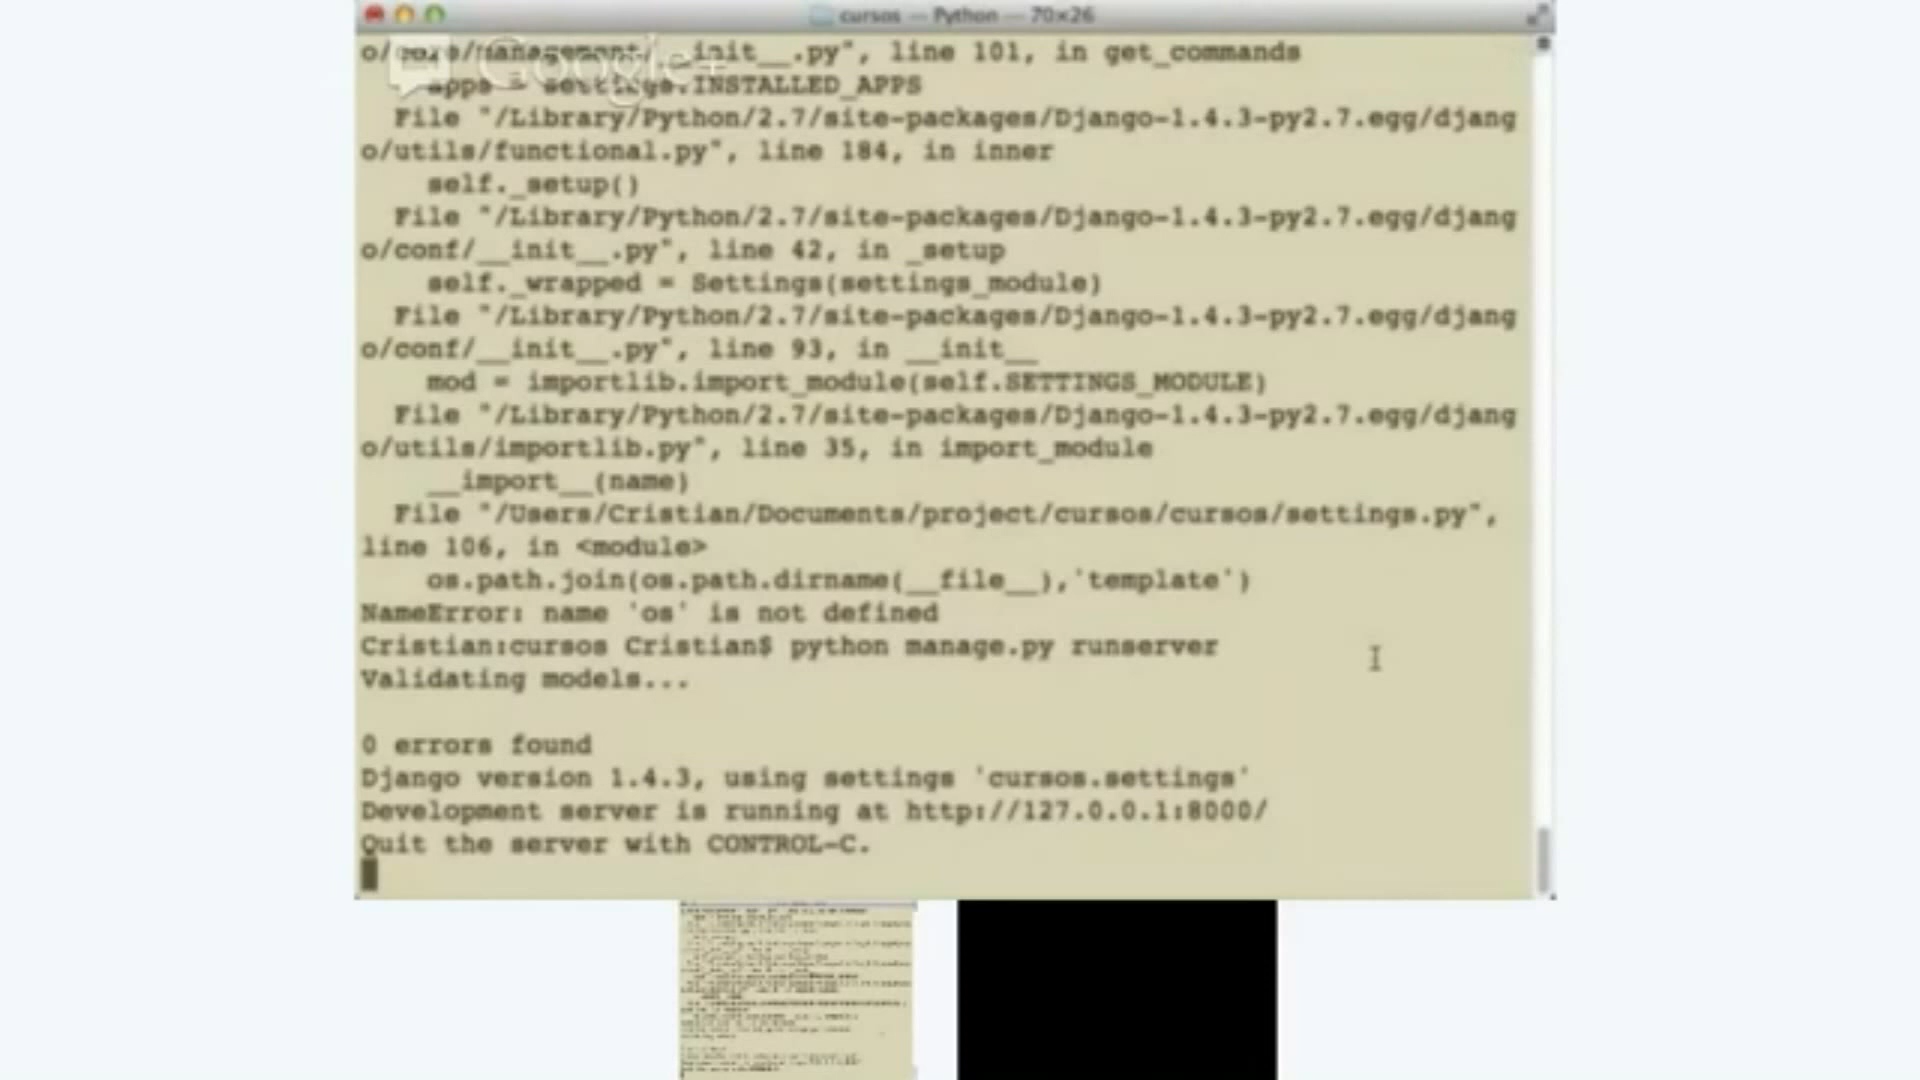 cursos — Python — 70×26
o/core/management/__init__.py", line 101, in get_commands
Google+
apps = settings.INSTALLED_APPS
File "/Library/Python/2.7/site-packages/Django-1.4.3-py2.7.egg/djang
o/utils/functional.py", line 184, in inner
self._setup()
File "/Library/Python/2.7/site-packages/Django-1.4.3-py2.7.egg/djang
o/conf/__init__.py", line 42, in _setup
self._wrapped = Settings(settings_module)
File "/Library/Python/2.7/site-packages/Django-1.4.3-py2.7.egg/djang
o/conf/__init__.py", line 93, in __init__
mod = importlib.import_module(self.SETTINGS_MODULE)
File "/Library/Python/2.7/site-packages/Django-1.4.3-py2.7.egg/djang
o/utils/importlib.py", line 35, in import_module
__import__(name)
File "/Users/Cristian/Documents/project/cursos/cursos/settings.py",
line 106, in <module>
os.path.join(os.path.dirname(__file__),'template')
NameError: name 'os' is not defined
Cristian:cursos Cristian$ python manage.py runserver
Validating models...
0 errors found
Django version 1.4.3, using settings 'cursos.settings'
Development server is running at http://127.0.0.1:8000/
Quit the server with CONTROL-C.